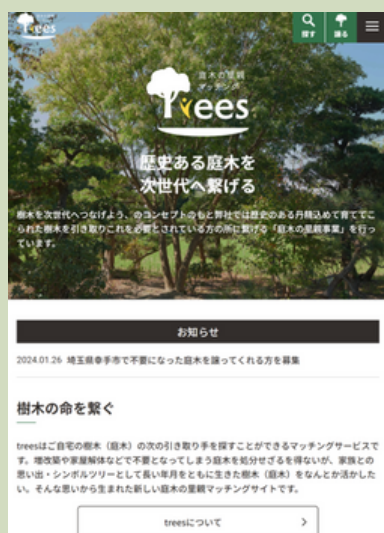 Trees
探す
譲る
庭木の里親
マッチング
Trees
歴史ある庭木を
次世代へ繋げる
樹木を次世代へつなげよう、のコンセプトのもと弊社では歴史のある丹精込めて育ててこ
られた樹木を引き取りこれを必要とされている方の所に繋げる「庭木の里親事業」を行っ
ています。
お知らせ
2024.01.26 埼玉県幸手市で不要になった庭木を譲ってくれる方を募集
樹木の命を繋ぐ
treesはご自宅の樹木（庭木）の次の引き取り手を探すことができるマッチングサービスで
す。増改築や家屋解体などで不要となってしまう庭木を処分せざるを得ないが、家族との
思い出・シンボルツリーとして長い年月をともに生きた樹木（庭木）をなんとか活かした
い。そんな思いから生まれた新しい庭木の里親マッチングサイトです。
treesについて